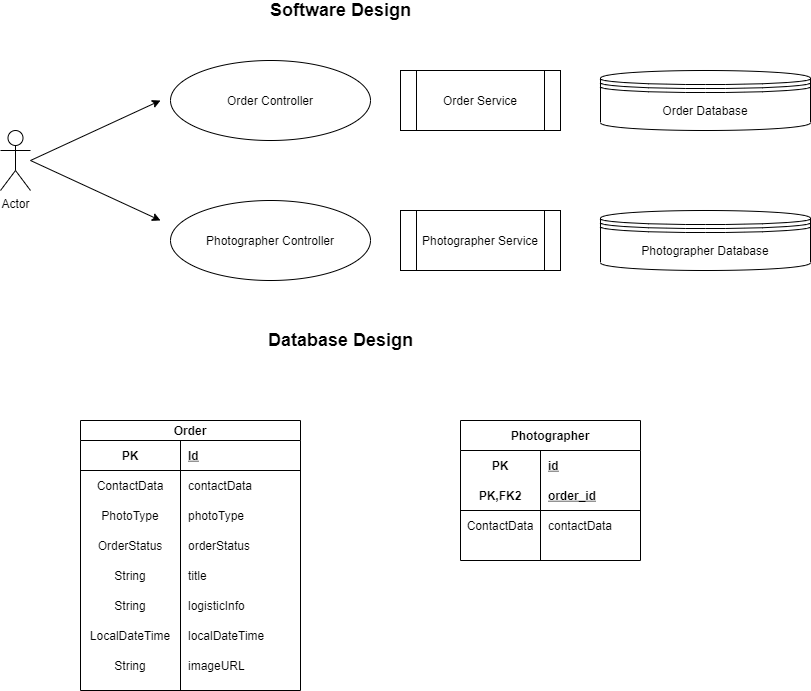 Software Design
Order Controller
Order Service
Order Database
Actor
Photographer Controller
Photographer Service
Photographer Database
Database Design
Order
PK Id
ContactData contactData
PhotoType photoType
OrderStatus orderStatus
String title
String logisticInfo
LocalDateTime localDateTime
String imageURL
Photographer
PK id
PK,FK2 order_id
ContactData contactData